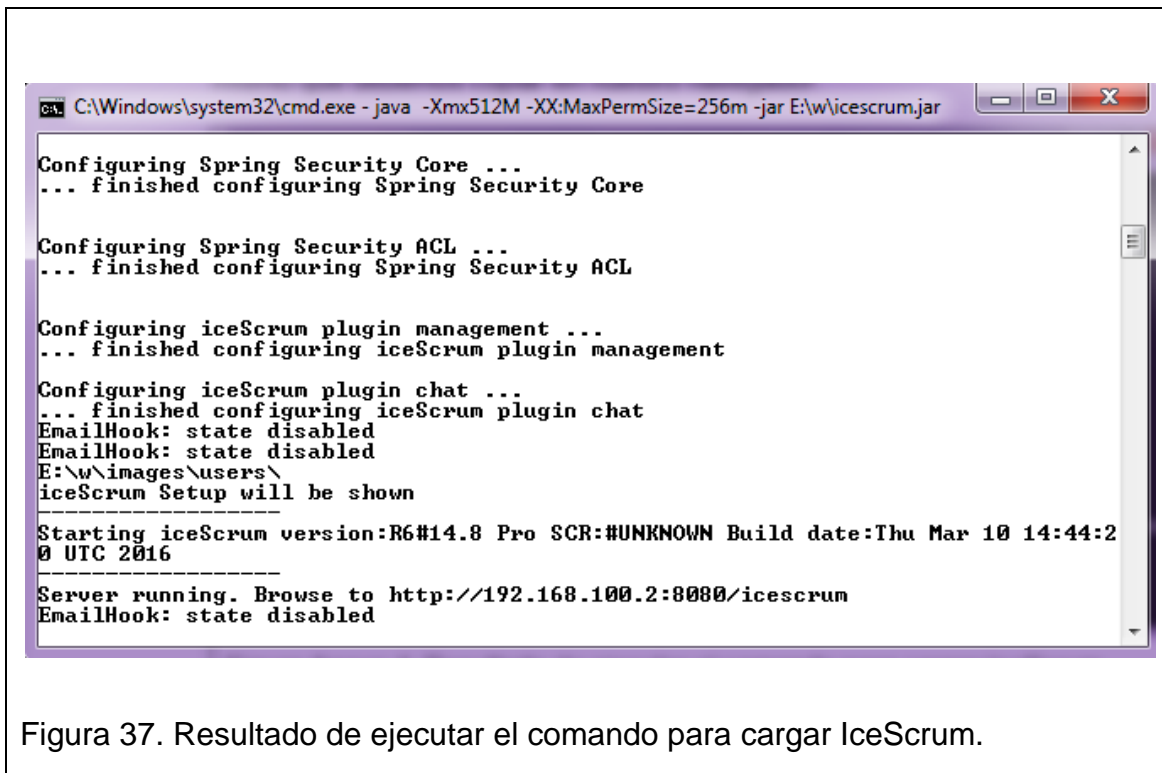 C:\Windows\system32\cmd.exe - java -Xmx512M -XX:MaxPermSize=256m -jar E:\w\icescrum.jar
Configuring Spring Security Core ...
... finished configuring Spring Security Core
Configuring Spring Security ACL ...
... finished configuring Spring Security ACL
Configuring iceScrum plugin management ...
... finished configuring iceScrum plugin management
Configuring iceScrum plugin chat ...
... finished configuring iceScrum plugin chat
EmailHook: state disabled
EmailHook: state disabled
E:\w\images\users\
iceScrum Setup will be shown
------------------
Starting iceScrum version:R6#14.8 Pro SCR:#UNKNOWN Build date:Thu Mar 10 14:44:2
0 UTC 2016
------------------
Server running. Browse to http://192.168.100.2:8080/icescrum
EmailHook: state disabled
Figura 37. Resultado de ejecutar el comando para cargar IceScrum.